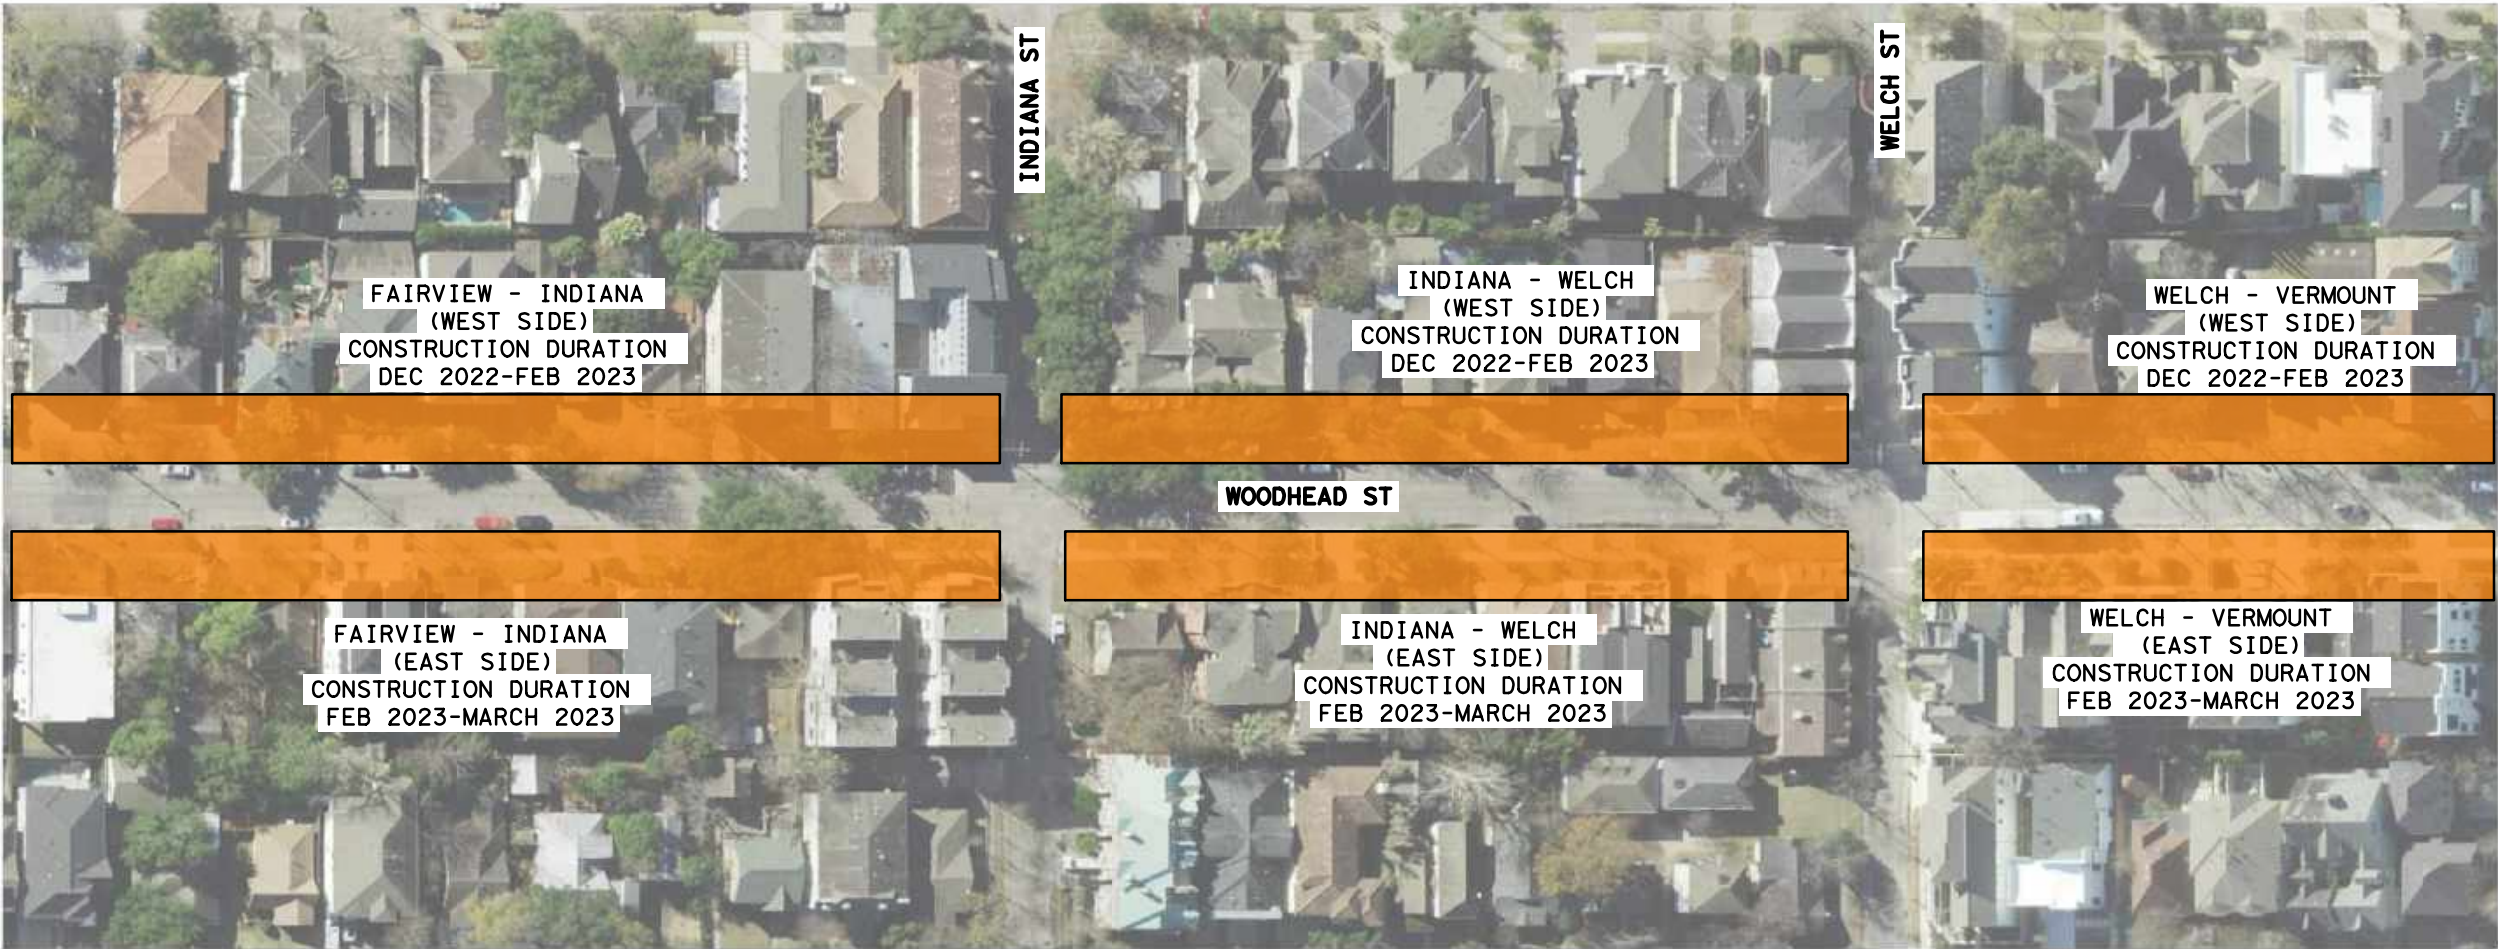 INDIANA ST
WELCH ST
FAIRVIEW - INDIANA
(WEST SIDE)
CONSTRUCTION DURATION
DEC 2022-FEB 2023
INDIANA - WELCH
(WEST SIDE)
CONSTRUCTION DURATION
DEC 2022-FEB 2023
WELCH - VERMOUNT
(WEST SIDE)
CONSTRUCTION DURATION
DEC 2022-FEB 2023
WOODHEAD ST
FAIRVIEW - INDIANA
(EAST SIDE)
CONSTRUCTION DURATION
FEB 2023-MARCH 2023
INDIANA - WELCH
(EAST SIDE)
CONSTRUCTION DURATION
FEB 2023-MARCH 2023
WELCH - VERMOUNT
(EAST SIDE)
CONSTRUCTION DURATION
FEB 2023-MARCH 2023